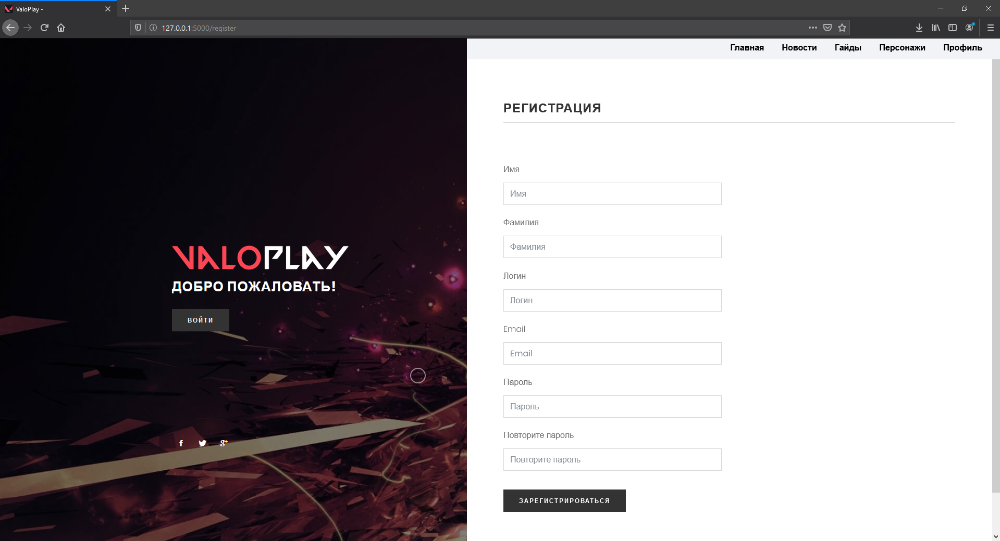 ValoPlay -
127.0.0.1:5000/register
Главная Новости Гайды Персонажи Профиль
VALOPLAY
ДОБРО ПОЖАЛОВАТЬ!
ВОЙТИ
РЕГИСТРАЦИЯ
Имя
Имя
Фамилия
Фамилия
Логин
Логин
Email
Email
Пароль
Пароль
Повторите пароль
Повторите пароль
ЗАРЕГИСТРИРОВАТЬСЯ